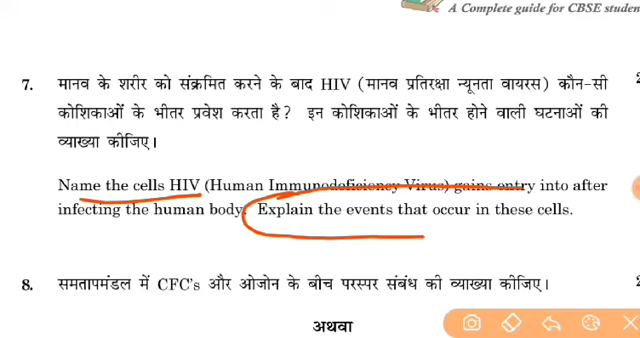 A Complete guide for CBSE studen
7. मानव के शरीर को संक्रमित करने के बाद HIV (मानव प्रतिरक्षा न्यूनता वायरस) कौन-सी
कोशिकाओं के भीतर प्रवेश करता है? इन कोशिकाओं के भीतर होने वाली घटनाओं की
व्याख्या कीजिए।
Name the cells HIV (Human Immunodeficiency Virus) gains entry into after
infecting the human body. Explain the events that occur in these cells.
8. समतापमंडल में CFC's और ओजोन के बीच परस्पर संबंध की व्याख्या कीजिए।
अथवा